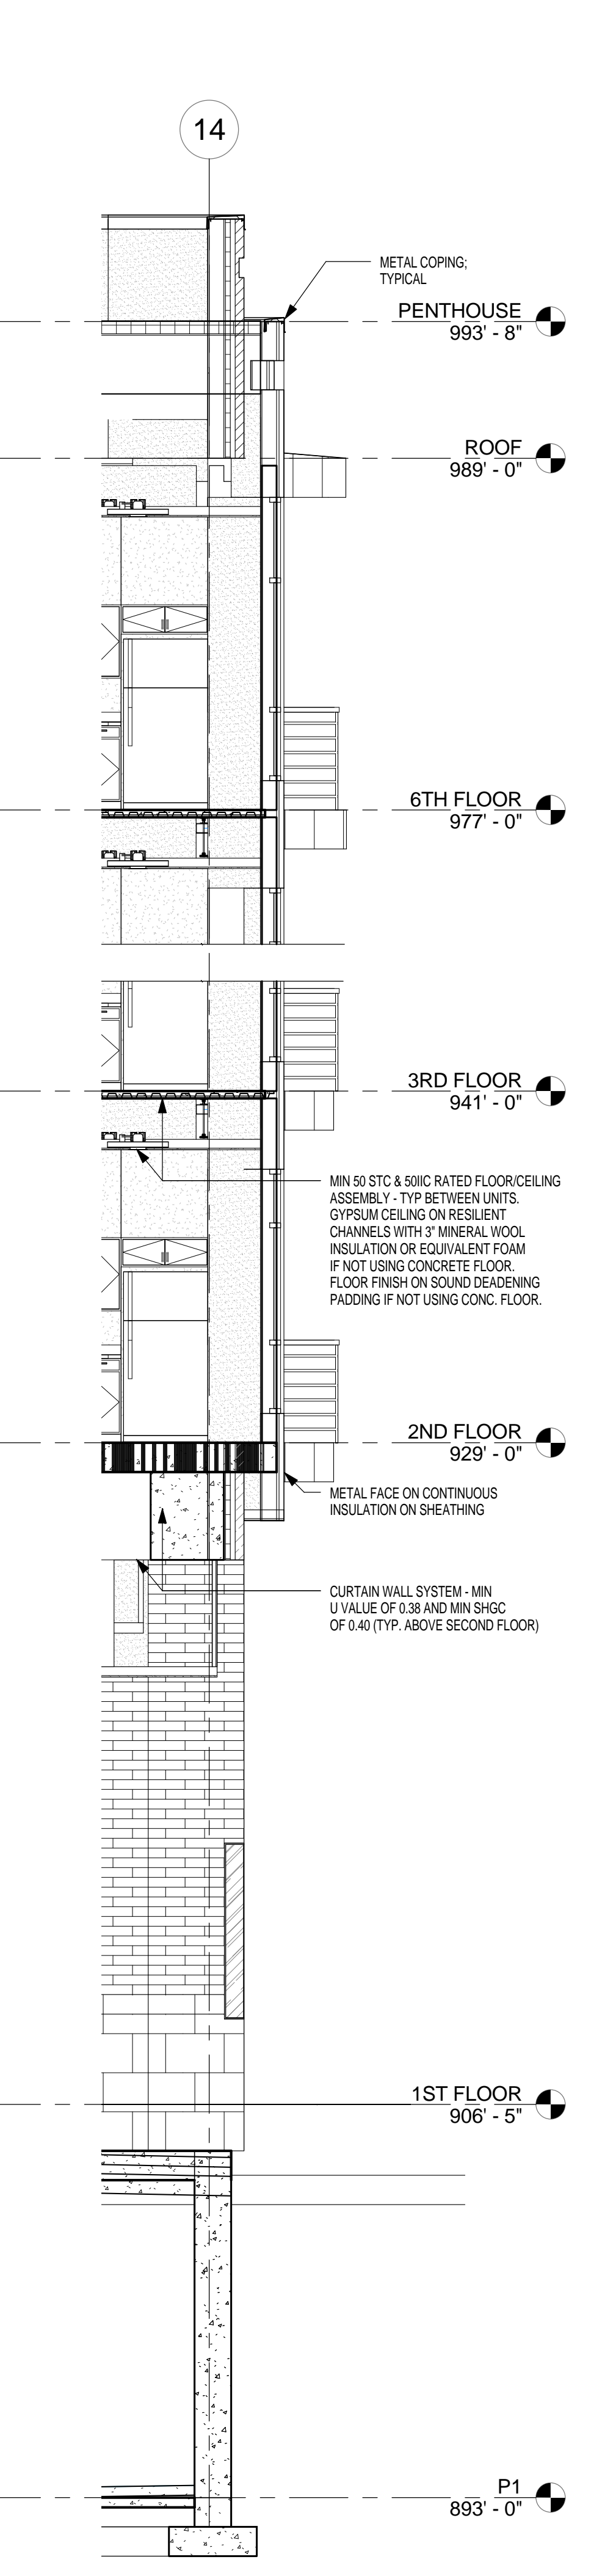 14
METAL COPING;
TYPICAL
PENTHOUSE
993' - 8"
ROOF
989' - 0"
6TH FLOOR
977' - 0"
3RD FLOOR
941' - 0"
MIN 50 STC & 50IIC RATED FLOOR/CEILING
ASSEMBLY - TYP BETWEEN UNITS.
GYPSUM CEILING ON RESILIENT
CHANNELS WITH 3" MINERAL WOOL
INSULATION OR EQUIVALENT FOAM
IF NOT USING CONCRETE FLOOR.
FLOOR FINISH ON SOUND DEADENING
PADDING IF NOT USING CONC. FLOOR.
2ND FLOOR
929' - 0"
METAL FACE ON CONTINUOUS
INSULATION ON SHEATHING
CURTAIN WALL SYSTEM - MIN
U VALUE OF 0.38 AND MIN SHGC
OF 0.40 (TYP. ABOVE SECOND FLOOR)
1ST FLOOR
906' - 5"
P1
893' - 0"